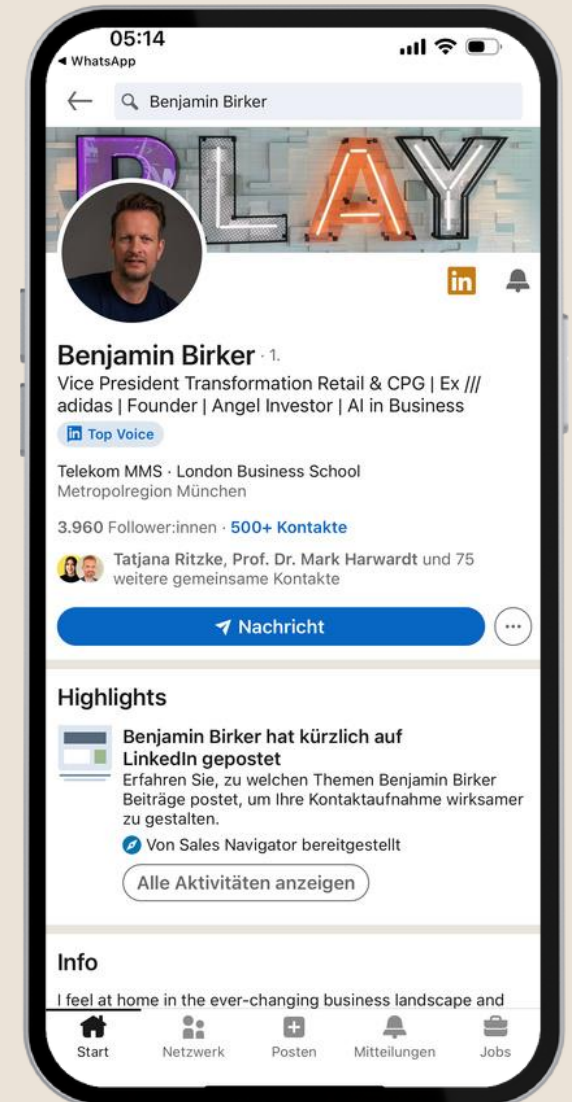 05:14
◀ WhatsApp
Benjamin Birker
PLAY
in
Benjamin Birker · 1.
Vice President Transformation Retail & CPG | Ex ///
adidas | Founder | Angel Investor | AI in Business
in Top Voice
Telekom MMS · London Business School
Metropolregion München
3.960 Follower:innen · 500+ Kontakte
Tatjana Ritzke, Prof. Dr. Mark Harwardt und 75
weitere gemeinsame Kontakte
Nachricht
Highlights
Benjamin Birker hat kürzlich auf
LinkedIn gepostet
Erfahren Sie, zu welchen Themen Benjamin Birker
Beiträge postet, um Ihre Kontaktaufnahme wirksamer
zu gestalten.
Von Sales Navigator bereitgestellt
Alle Aktivitäten anzeigen
Info
I feel at home in the ever-changing business landscape and
Start Netzwerk Posten Mitteilungen Jobs